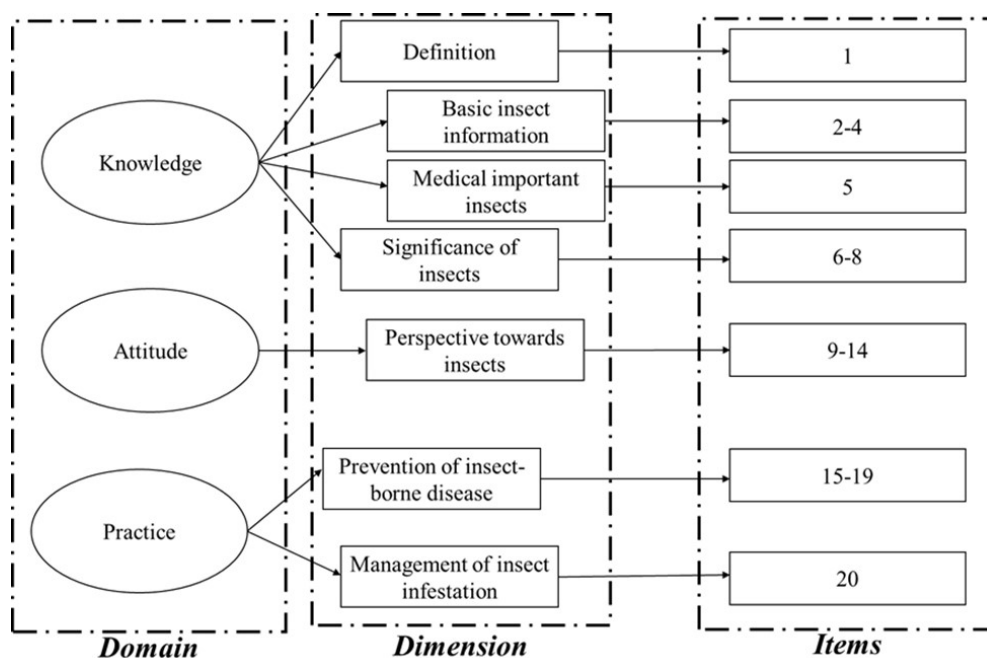 Knowledge
Attitude
Practice
Domain
Definition
Basic insect
information
Medical important
insects
Significance of
insects
Perspective towards
insects
Prevention of insect-
borne disease
Management of insect
infestation
Dimension
1
2-4
5
6-8
9-14
15-19
20
Items